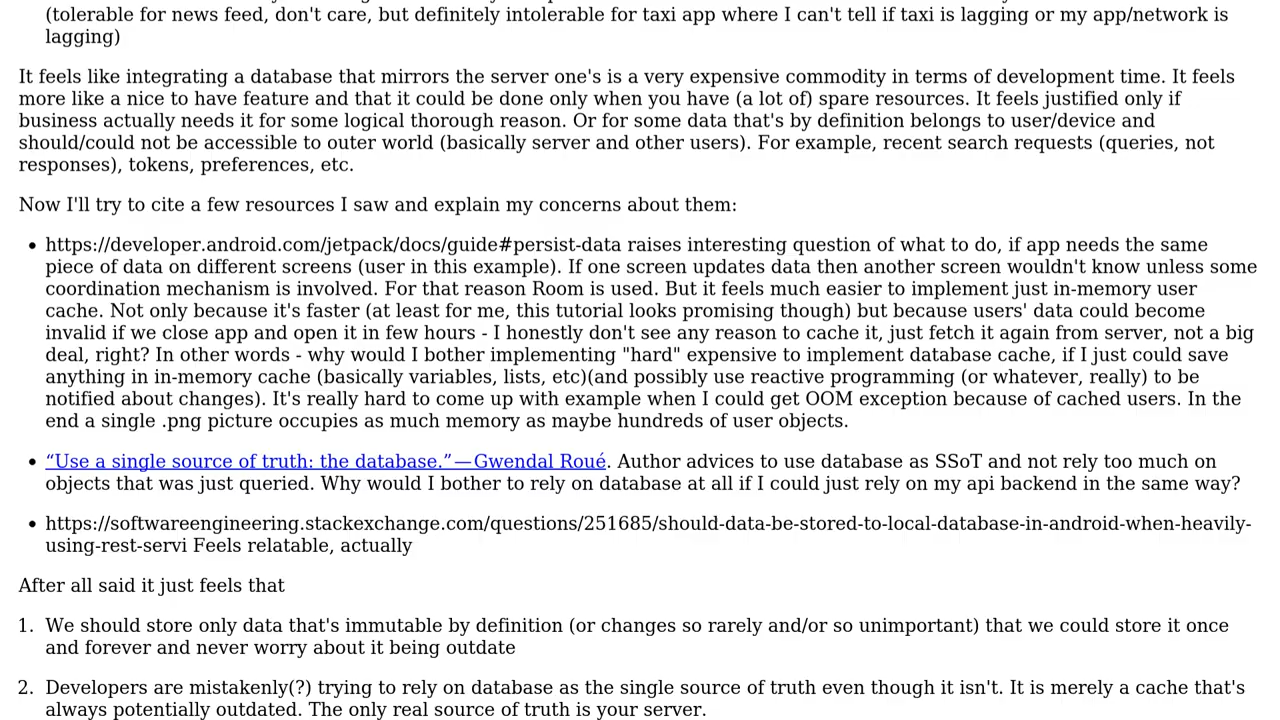 (tolerable for news feed, don't care, but definitely intolerable for taxi app where I can't tell if taxi is lagging or my app/network is
lagging)
It feels like integrating a database that mirrors the server one's is a very expensive commodity in terms of development time. It feels
more like a nice to have feature and that it could be done only when you have (a lot of) spare resources. It feels justified only if
business actually needs it for some logical thorough reason. Or for some data that's by definition belongs to user/device and
should/could not be accessible to outer world (basically server and other users). For example, recent search requests (queries, not
responses), tokens, preferences, etc.
Now I'll try to cite a few resources I saw and explain my concerns about them:
• https://developer.android.com/jetpack/docs/guide#persist-data raises interesting question of what to do, if app needs the same
piece of data on different screens (user in this example). If one screen updates data then another screen wouldn't know unless some
coordination mechanism is involved. For that reason Room is used. But it feels much easier to implement just in-memory user
cache. Not only because it's faster (at least for me, this tutorial looks promising though) but because users' data could become
invalid if we close app and open it in few hours - I honestly don't see any reason to cache it, just fetch it again from server, not a big
deal, right? In other words - why would I bother implementing "hard" expensive to implement database cache, if I just could save
anything in in-memory cache (basically variables, lists, etc)(and possibly use reactive programming (or whatever, really) to be
notified about changes). It's really hard to come up with example when I could get OOM exception because of cached users. In the
end a single .png picture occupies as much memory as maybe hundreds of user objects.
• “Use a single source of truth: the database.” — Gwendal Roué. Author advices to use database as SSoT and not rely too much on
objects that was just queried. Why would I bother to rely on database at all if I could just rely on my api backend in the same way?
• https://softwareengineering.stackexchange.com/questions/251685/should-data-be-stored-to-local-database-in-android-when-heavily-
using-rest-servi Feels relatable, actually
After all said it just feels that
1. We should store only data that's immutable by definition (or changes so rarely and/or so unimportant) that we could store it once
and forever and never worry about it being outdate
2. Developers are mistakenly(?) trying to rely on database as the single source of truth even though it isn't. It is merely a cache that's
always potentially outdated. The only real source of truth is your server.